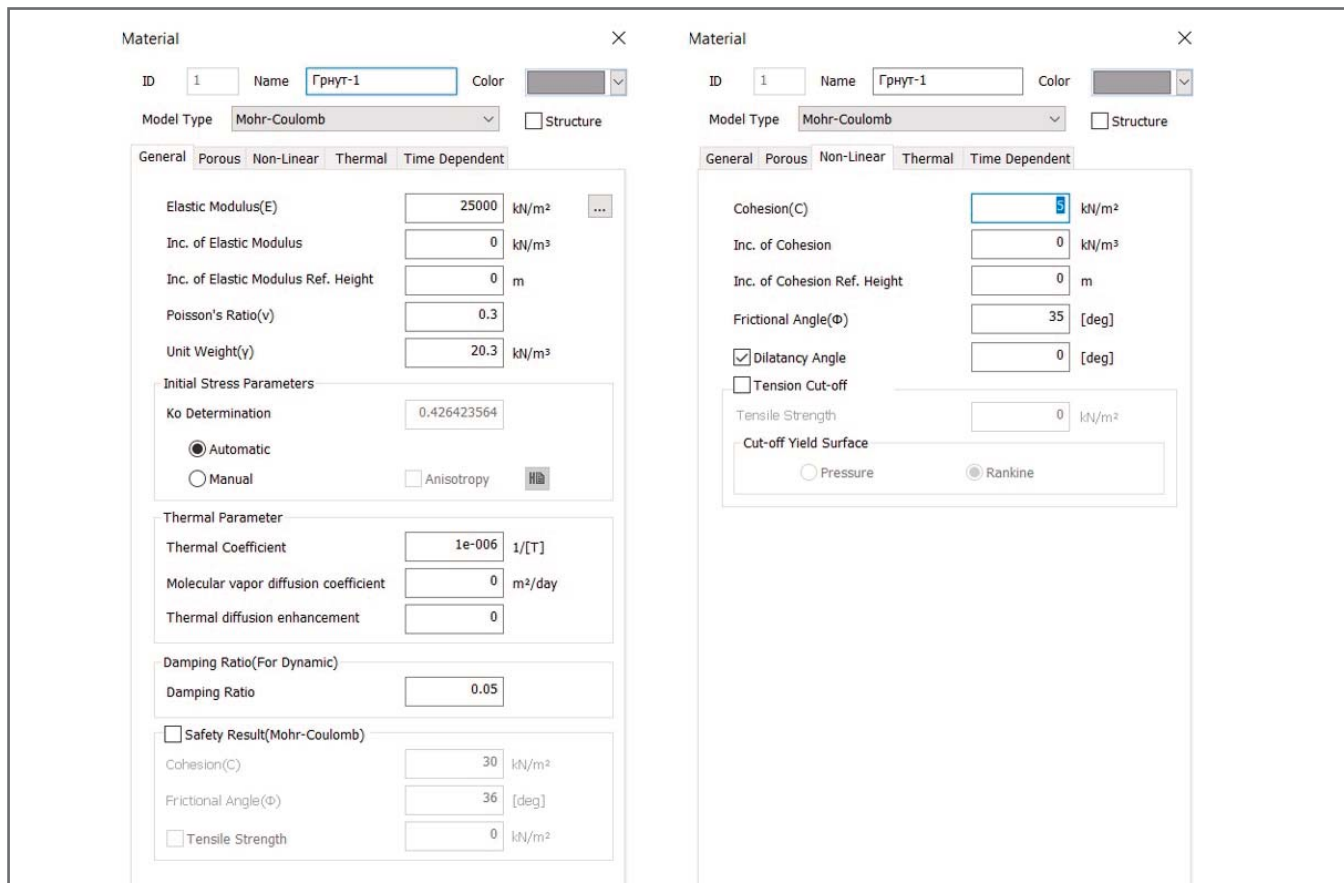 Material
ID 1 Name Грнут-1 Color
Model Type Mohr-Coulomb Structure
General Porous Non-Linear Thermal Time Dependent
Elastic Modulus(E) 25000 kN/m² ...
Inc. of Elastic Modulus 0 kN/m³
Inc. of Elastic Modulus Ref. Height 0 m
Poisson's Ratio(ν) 0.3
Unit Weight(γ) 20.3 kN/m³
Initial Stress Parameters
Ko Determination 0.426423564
Automatic
Manual Anisotropy
Thermal Parameter
Thermal Coefficient 1e-006 1/[T]
Molecular vapor diffusion coefficient 0 m²/day
Thermal diffusion enhancement 0
Damping Ratio(For Dynamic)
Damping Ratio 0.05
Safety Result(Mohr-Coulomb)
Cohesion(C) 30 kN/m²
Frictional Angle(Φ) 36 [deg]
Tensile Strength 0 kN/m²
Material
ID 1 Name Грнут-1 Color
Model Type Mohr-Coulomb Structure
General Porous Non-Linear Thermal Time Dependent
Cohesion(C) 5 kN/m²
Inc. of Cohesion 0 kN/m³
Inc. of Cohesion Ref. Height 0 m
Frictional Angle(Φ) 35 [deg]
Dilatancy Angle 0 [deg]
Tension Cut-off
Tensile Strength 0 kN/m²
Cut-off Yield Surface
Pressure Rankine